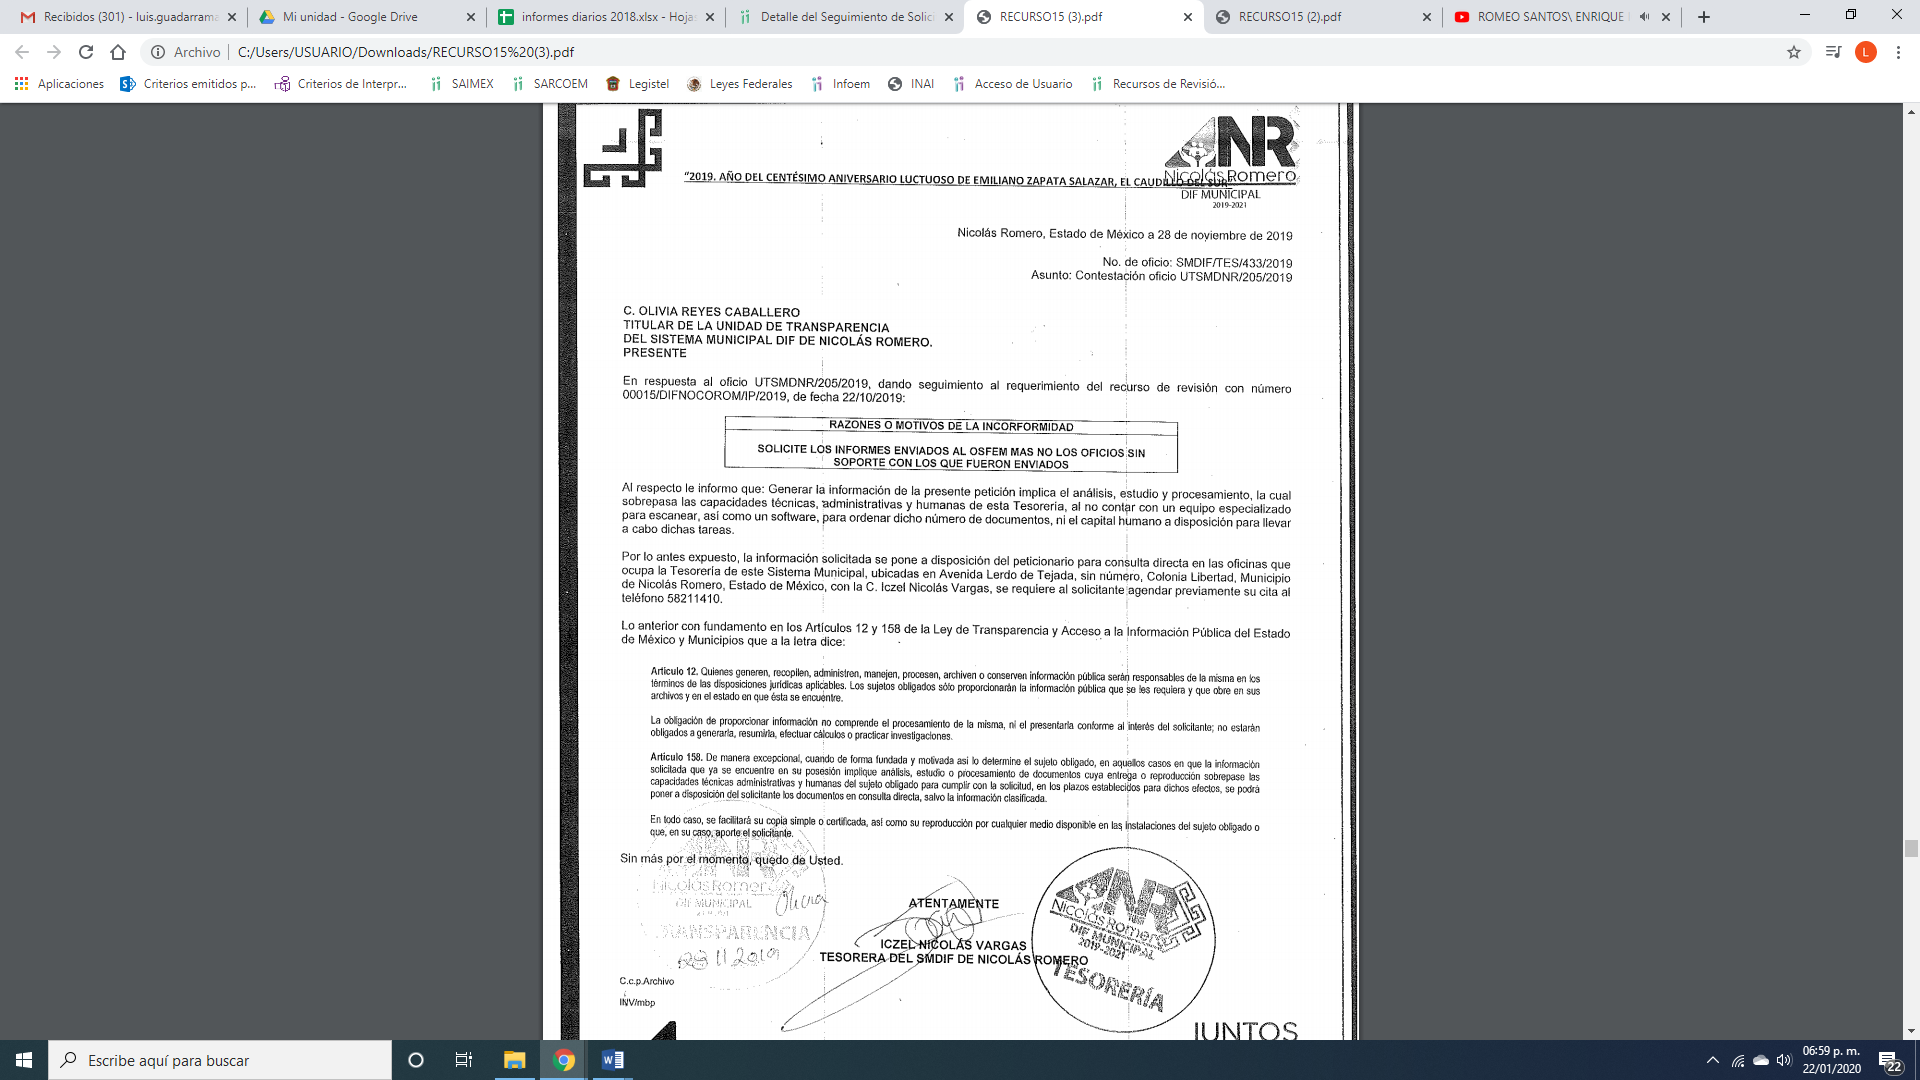 Recibidos (301) - luis.guadarrama
Mi unidad - Google Drive
informes diarios 2018.xlsx - Hoja
Detalle del Seguimiento de Solici
RECURSO15 (3).pdf
RECURSO15 (2).pdf
ROMEO SANTOS\ ENRIQUE
Archivo
C:/Users/USUARIO/Downloads/RECURSO15%20(3).pdf
L
Aplicaciones
Criterios emitidos p...
Criterios de Interpr...
SAIMEX
SARCOEM
Legistel
Leyes Federales
Infoem
INAI
Acceso de Usuario
Recursos de Revisió...
NR
Nicolás Romero
DIF MUNICIPAL
2019-2021
"2019. AÑO DEL CENTÉSIMO ANIVERSARIO LUCTUOSO DE EMILIANO ZAPATA SALAZAR, EL CAUDILLO DEL SUR"
Nicolás Romero, Estado de México a 28 de noviembre de 2019
No. de oficio: SMDIF/TES/433/2019
Asunto: Contestación oficio UTSMDNR/205/2019
C. OLIVIA REYES CABALLERO
TITULAR DE LA UNIDAD DE TRANSPARENCIA
DEL SISTEMA MUNICIPAL DIF DE NICOLÁS ROMERO.
PRESENTE
En respuesta al oficio UTSMDNR/205/2019, dando seguimiento al requerimiento del recurso de revisión con número
00015/DIFNOCOROM/IP/2019, de fecha 22/10/2019:
RAZONES O MOTIVOS DE LA INCORFORMIDAD
SOLICITE LOS INFORMES ENVIADOS AL OSFEM MAS NO LOS OFICIOS SIN
SOPORTE CON LOS QUE FUERON ENVIADOS
Al respecto le informo que: Generar la información de la presente petición implica el análisis, estudio y procesamiento, la cual
sobrepasa las capacidades técnicas, administrativas y humanas de esta Tesorería, al no contar con un equipo especializado
para escanear, así como un software, para ordenar dicho número de documentos, ni el capital humano a disposición para llevar
a cabo dichas tareas.
Por lo antes expuesto, la información solicitada se pone a disposición del peticionario para consulta directa en las oficinas que
ocupa la Tesorería de este Sistema Municipal, ubicadas en Avenida Lerdo de Tejada, sin número, Colonia Libertad, Municipio
de Nicolás Romero, Estado de México, con la C. Iczel Nicolás Vargas, se requiere al solicitante agendar previamente su cita al
teléfono 58211410.
Lo anterior con fundamento en los Artículos 12 y 158 de la Ley de Transparencia y Acceso a la Información Pública del Estado
de México y Municipios que a la letra dice:
Artículo 12. Quienes generen, recopilen, administren, manejen, procesen, archiven o conserven información pública serán responsables de la misma en los
términos de las disposiciones jurídicas aplicables. Los sujetos obligados sólo proporcionarán la información pública que se les requiera y que obre en sus
archivos y en el estado en que ésta se encuentre.
La obligación de proporcionar información no comprende el procesamiento de la misma, ni el presentarla conforme al interés del solicitante; no estarán
obligados a generarla, resumirla, efectuar cálculos o practicar investigaciones.
Artículo 158. De manera excepcional, cuando de forma fundada y motivada así lo determine el sujeto obligado, en aquellos casos en que la información
solicitada que ya se encuentre en su posesión implique análisis, estudio o procesamiento de documentos cuya entrega o reproducción sobrepase las
capacidades técnicas administrativas y humanas del sujeto obligado para cumplir con la solicitud, en los plazos establecidos para dichos efectos, se podrá
poner a disposición del solicitante los documentos en consulta directa, salvo la información clasificada.
En todo caso, se facilitará su copia simple o certificada, así como su reproducción por cualquier medio disponible en las instalaciones del sujeto obligado o
que, en su caso, aporte el solicitante.
Sin más por el momento, quedo de Usted.
Nicolás Romero
DIF MUNICIPAL
Olivia
TRANSPARENCIA
28 11 2019
ATENTAMENTE
ICZEL NICOLÁS VARGAS
TESORERA DEL SMDIF DE NICOLÁS ROMERO
NR
Nicolás Romero
DIF MUNICIPAL
2019-2021
TESORERÍA
C.c.p.Archivo
INV/mbp
JUNTOS
Escribe aquí para buscar
06:59 p. m.
22/01/2020
22